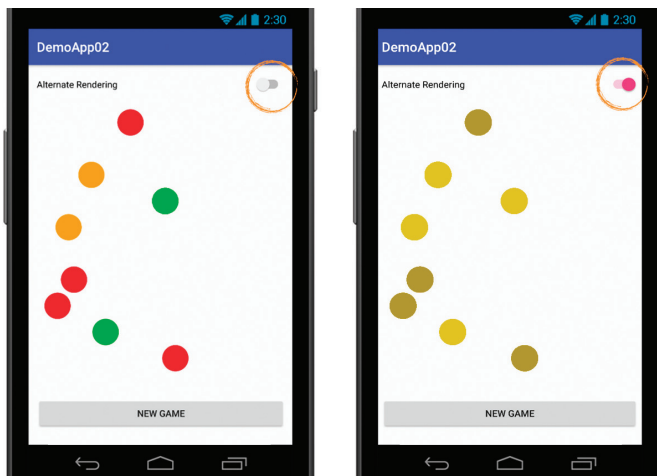 2:30
DemoApp02
Alternate Rendering
NEW GAME
2:30
DemoApp02
Alternate Rendering
NEW GAME